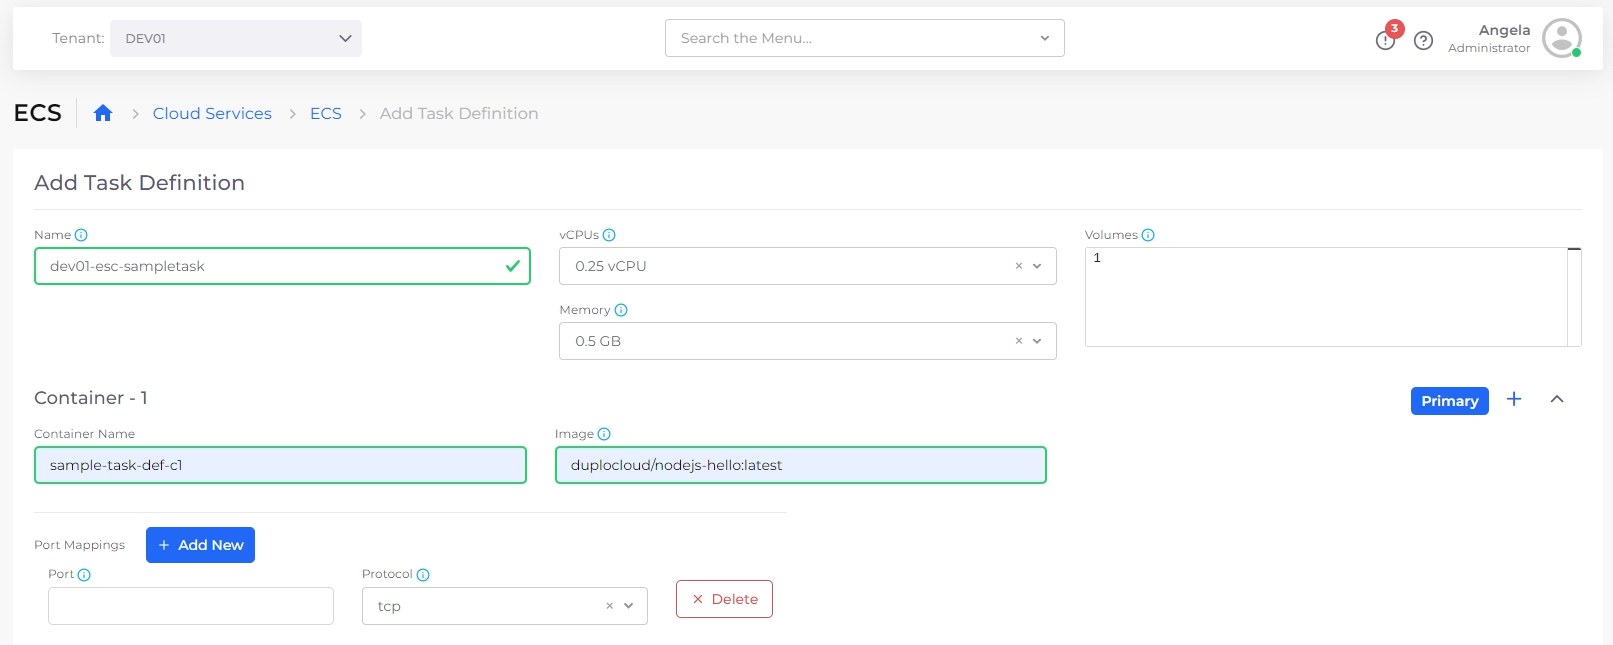 Tenant: DEV01 Search the Menu... 3 Angela
Administrator
ECS Cloud Services ECS Add Task Definition
Add Task Definition
Name vCPUs Volumes
dev01-esc-sampletask 0.25 vCPU 1
Memory
0.5 GB
Container - 1 Primary
Container Name Image
sample-task-def-c1 duplocloud/nodejs-hello:latest
Port Mappings + Add New
Port Protocol
tcp × Delete